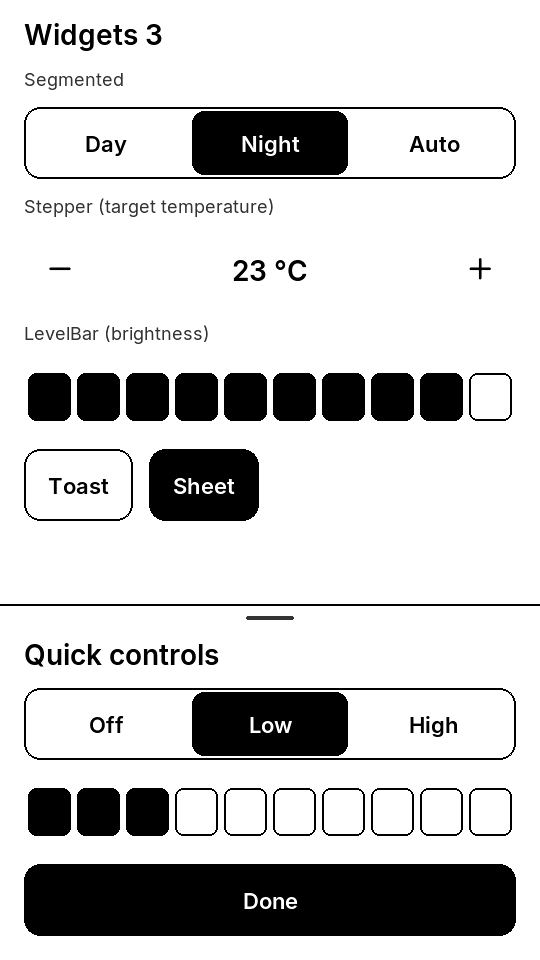 Widgets 3
Segmented
Day Night Auto
Stepper (target temperature)
− 23 °C +
LevelBar (brightness)
Toast Sheet
Quick controls
Off Low High
Done